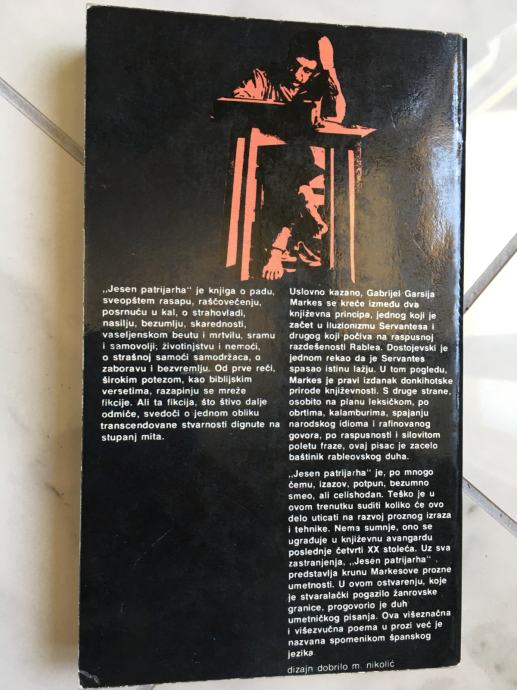 „Jesen patrijarha" je knjiga o padu,
sveopštem rasapu, raščovečenju,
posrnuću u kal, o strahovladi,
nasilju, bezumlju, skarednosti,
vaseljenskom beutu i mrtvilu, sramu
i samovolji; životinjstvu i nemoći,
o strašnoj samoći samodržaca, o
zaboravu i bezvremlju. Od prve reči,
širokim potezom, kao biblijskim
versetima, razapinju se mreže
fikcije. Ali ta fikcija, što štivo dalje
odmiče, svedoči o jednom obliku
transcendovane stvarnosti dignute na
stupanj mita.
Uslovno kazano, Gabrijel Garsija
Markes se kreće između dva
književna principa, jednog koji je
začet u iluzionizmu Servantesa i
drugog koji počiva na raspusnoj
razdešenosti Rablea. Dostojevski je
jednom rekao da je Servantes
spasao istinu lažju. U tom pogledu,
Markes je pravi izdanak donkihotske
prirode književnosti. S druge strane,
osobito na planu leksičkom, po
obrtima, kalamburima, spajanju
narodskog idioma i rafinovanog
govora, po raspusnosti i silovitom
poletu fraze, ovaj pisac je zacelo
baštinik rableovskog duha.
„Jesen patrijarha" je, po mnogo
čemu, izazov, potpun, bezumno
smeo, ali celishodan. Teško je u
ovom trenutku suditi koliko će ovo
delo uticati na razvoj proznog izraza
i tehnike. Nema sumnje, ono se
ugrađuje u književnu avangardu
poslednje četvrti XX stoleća. Uz sva
zastranjenja, „Jesen patrijarha"
predstavlja krunu Markesove prozne
umetnosti. U ovom ostvarenju, koje
je stvaralački pogazilo žanrovske
granice, progovorio je duh
umetničkog pisanja. Ova višeznačna
i višezvučna poema u prozi već je
nazvana spomenikom španskog
jezika
dizajn dobrilo m. nikolić